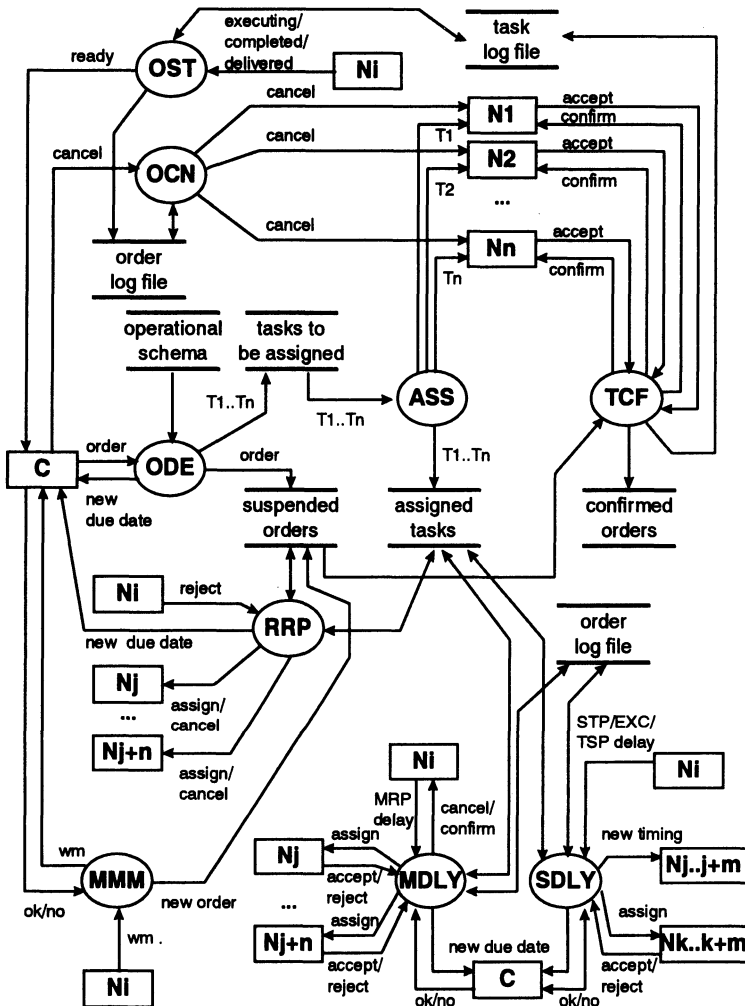 executing/
completed/
delivered
task
log file
ready
OST
Ni
cancel
N1
accept
confirm
T1
cancel
OCN
cancel
N2
accept
confirm
T2
...
cancel
Nn
accept
confirm
Tn
order
log file
operational
schema
tasks to
be assigned
T1..Tn
T1..Tn
ASS
TCF
C
order
ODE
order
new
due date
T1..Tn
suspended
orders
assigned
tasks
confirmed
orders
Ni
reject
RRP
new due date
order
log file
Nj
assign/
cancel
...
Nj+n
assign/
cancel
STP/EXC/
TSP delay
Ni
Ni
MRP
delay
cancel/
confirm
wm
MMM
new order
ok/no
wm .
Ni
assign
Nj
accept/
reject
MDLY
SDLY
new timing
Nj..j+m
...
assign
Nj+n
accept/
reject
assign
Nk..k+m
accept/
reject
new due date
C
ok/no
ok/no